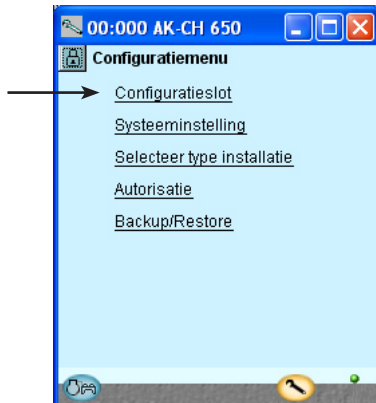 00:000 AK-CH 650
Configuratiemenu
Configuratieslot
Systeeminstelling
Selecteer type installatie
Autorisatie
Backup/Restore